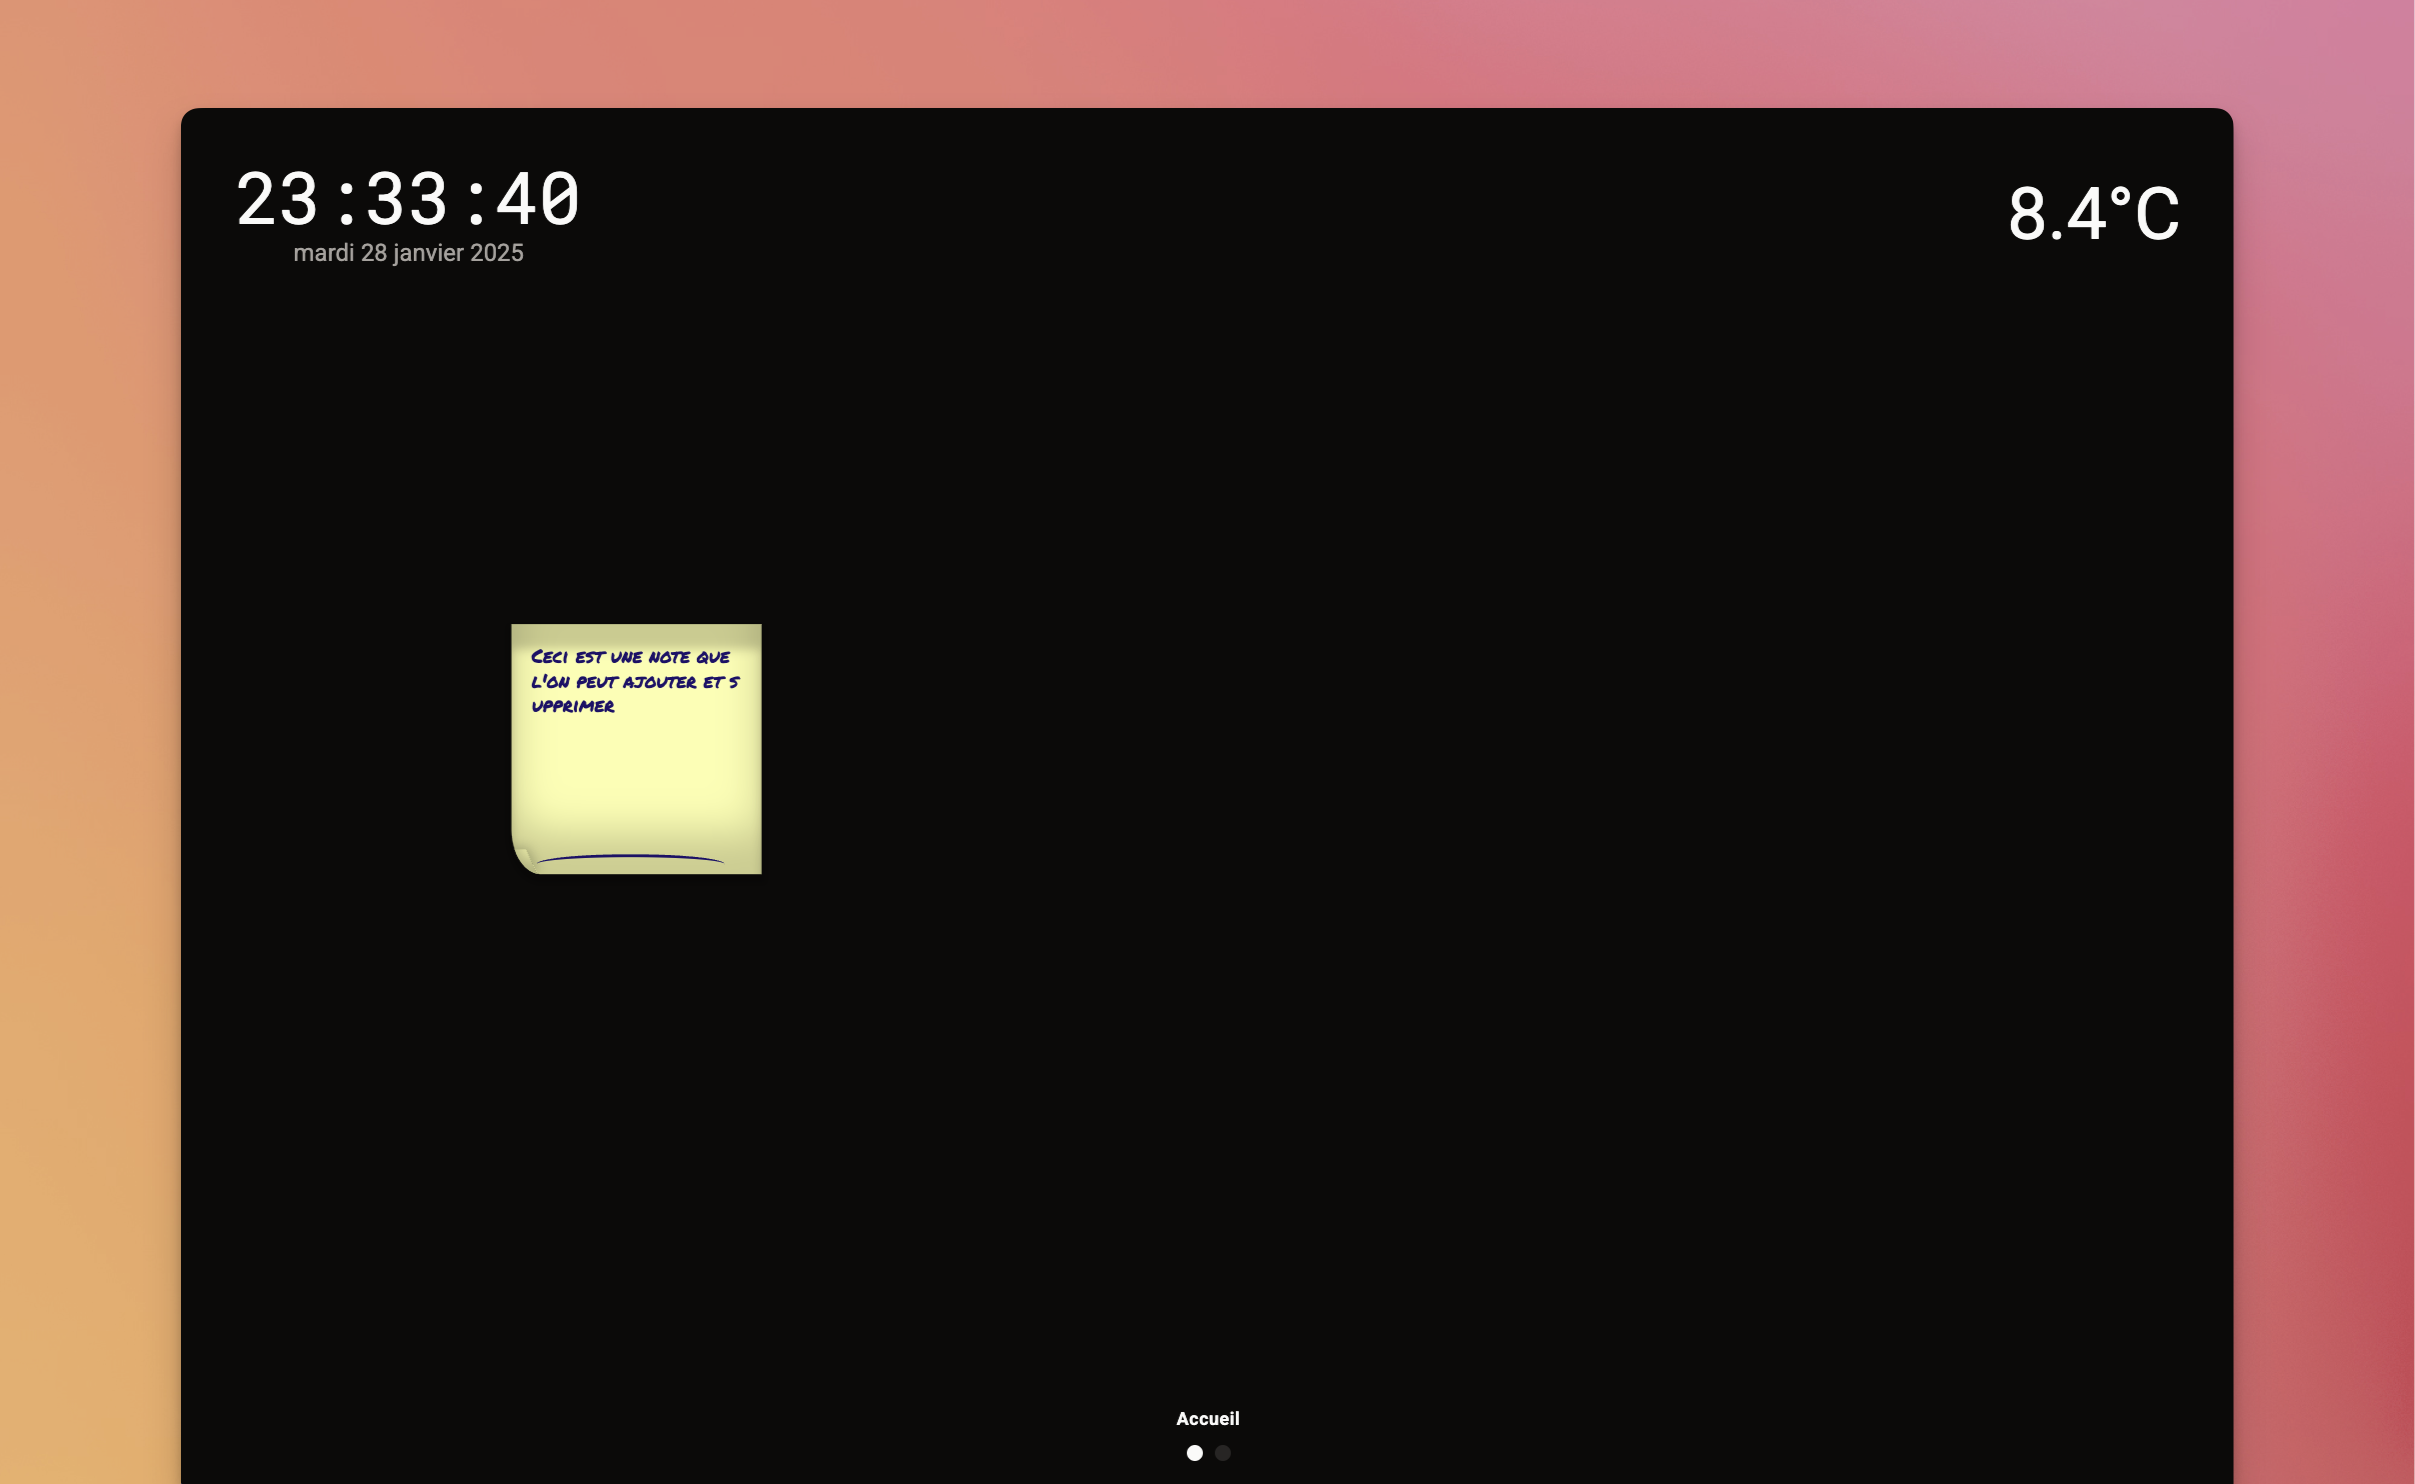 23:33:40
mardi 28 janvier 2025
8.4°C
Ceci est une note que
l'on peut ajouter et s
upprimer
Accueil